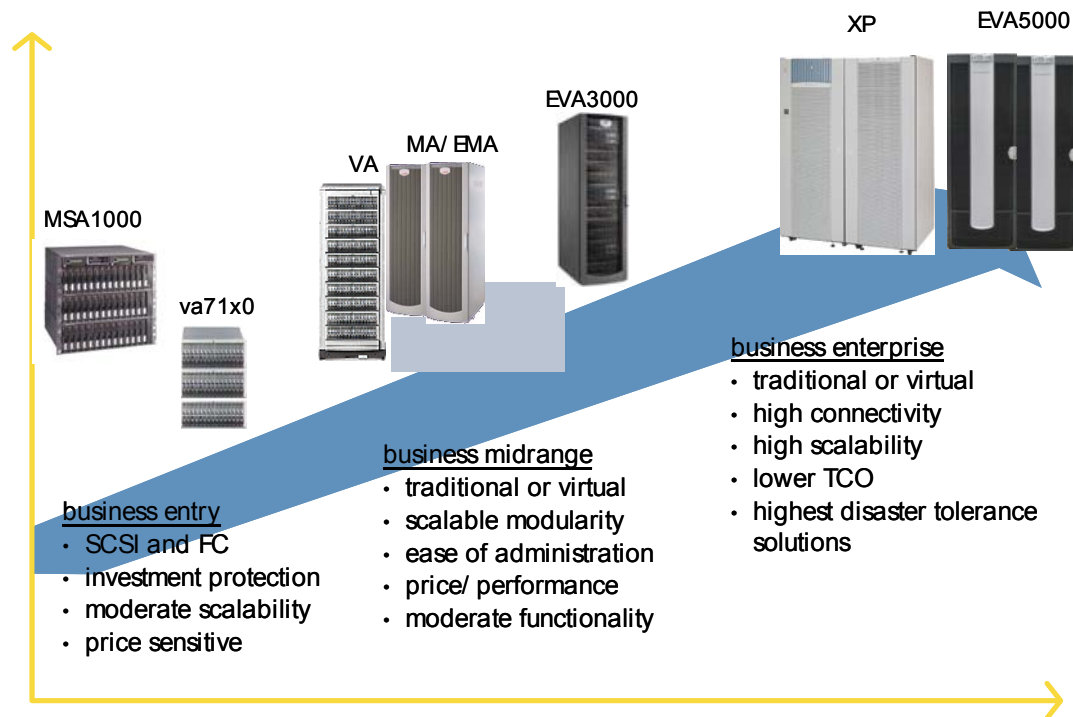 XP
EVA5000
EVA3000
MA/ EMA
VA
MSA1000
va71x0
business entry
• SCSI and FC
• investment protection
• moderate scalability
• price sensitive
business midrange
• traditional or virtual
• scalable modularity
• ease of administration
• price/ performance
• moderate functionality
business enterprise
• traditional or virtual
• high connectivity
• high scalability
• lower TCO
• highest disaster tolerance
solutions